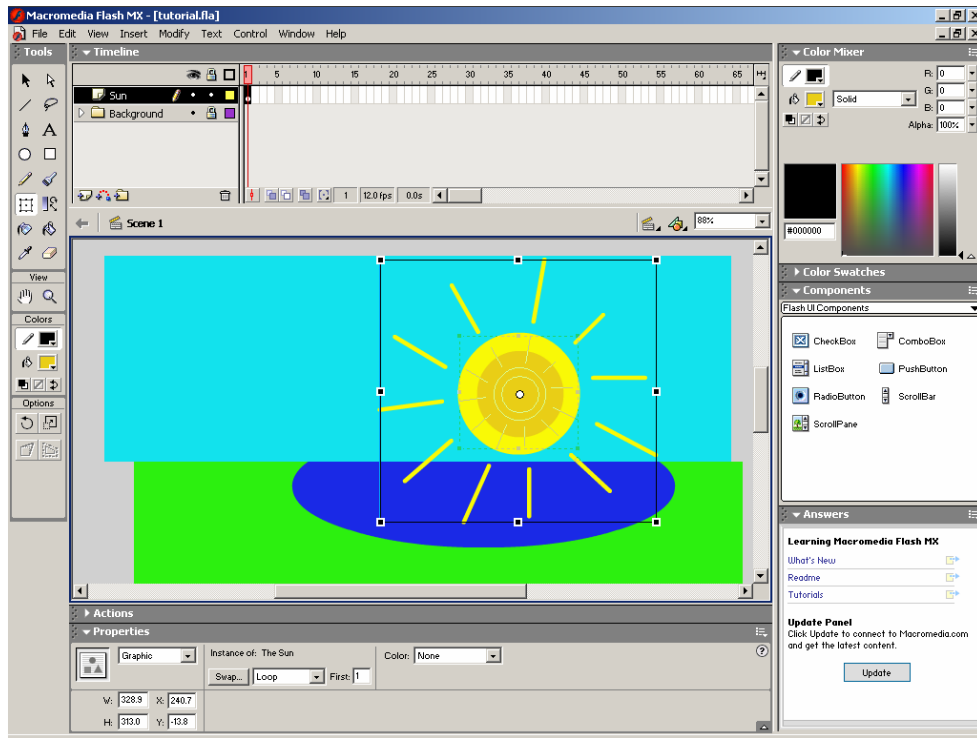 Macromedia Flash MX - [tutorial.fla]
File Edit View Insert Modify Text Control Window Help
Tools
Timeline
1 5 10 15 20 25 30 35 40 45 50 55 60 65
Sun
Background
1 12.0 fps 0.0s
Scene 1
88%
View
Colors
Options
Color Mixer
R: 0
G: 0
Solid
B: 0
Alpha: 100%
#000000
Color Swatches
Components
Flash UI Components
CheckBox ComboBox
ListBox PushButton
RadioButton ScrollBar
ScrollPane
Answers
Learning Macromedia Flash MX
What's New
Readme
Tutorials
Update Panel
Click Update to connect to Macromedia.com
and get the latest content.
Update
Actions
Properties
Graphic
Instance of: The Sun
Color: None
Swap... Loop First: 1
W: 328.9 X: 240.7
H: 313.0 Y: -13.8